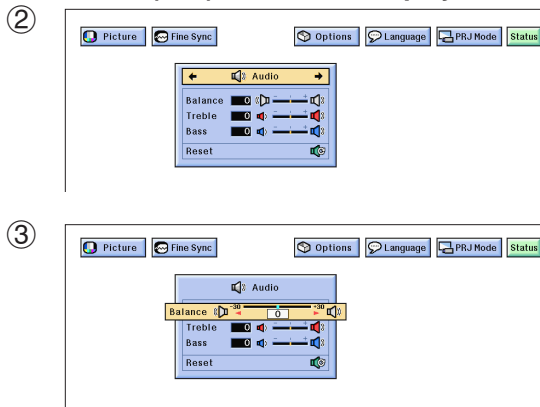 ②
Picture Fine Sync Options Language PRJ Mode Status
← Audio →
Balance 0 - +
Treble 0 - +
Bass 0 - +
Reset
③
Picture Fine Sync Options Language PRJ Mode Status
Audio
Balance -30 0 +30
Treble 0 - +
Bass 0 - +
Reset